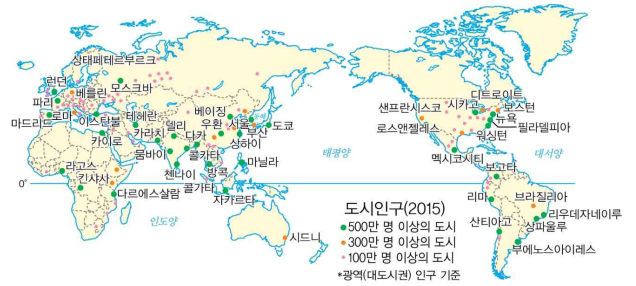 상태페테르부르크
런던
모스크바
베를린
파리
로마
마드리드
이스탄불
테헤란
베이징
서울
카이로
카라치
델리
다카
우환
부산
도쿄
상하이
뭄바이
콜카타
라고스
첸나이
방콕
마닐라
킨샤사
콜카타
다르에스살람
자카르타
시드니
인도양
태평양
대서양
0°
디트로이트
샌프란시스코
시카고
보스턴
뉴욕
로스앤젤레스
필라델피아
워싱턴
멕시코시티
보고타
리마
브라질리아
리우데자네이루
산티아고
상파울루
부에노스아이레스
도시인구(2015)
500만 명 이상의 도시
300만 명 이상의 도시
100만 명 이상의 도시
*광역(대도시권) 인구 기준